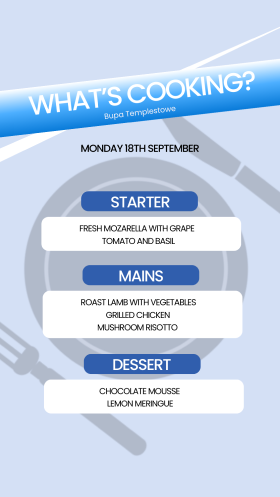 WHAT'S COOKING?
Bupa Templestowe
MONDAY 18TH SEPTEMBER
STARTER
FRESH MOZARELLA WITH GRAPE
TOMATO AND BASIL
MAINS
ROAST LAMB WITH VEGETABLES
GRILLED CHICKEN
MUSHROOM RISOTTO
DESSERT
CHOCOLATE MOUSSE
LEMON MERINGUE